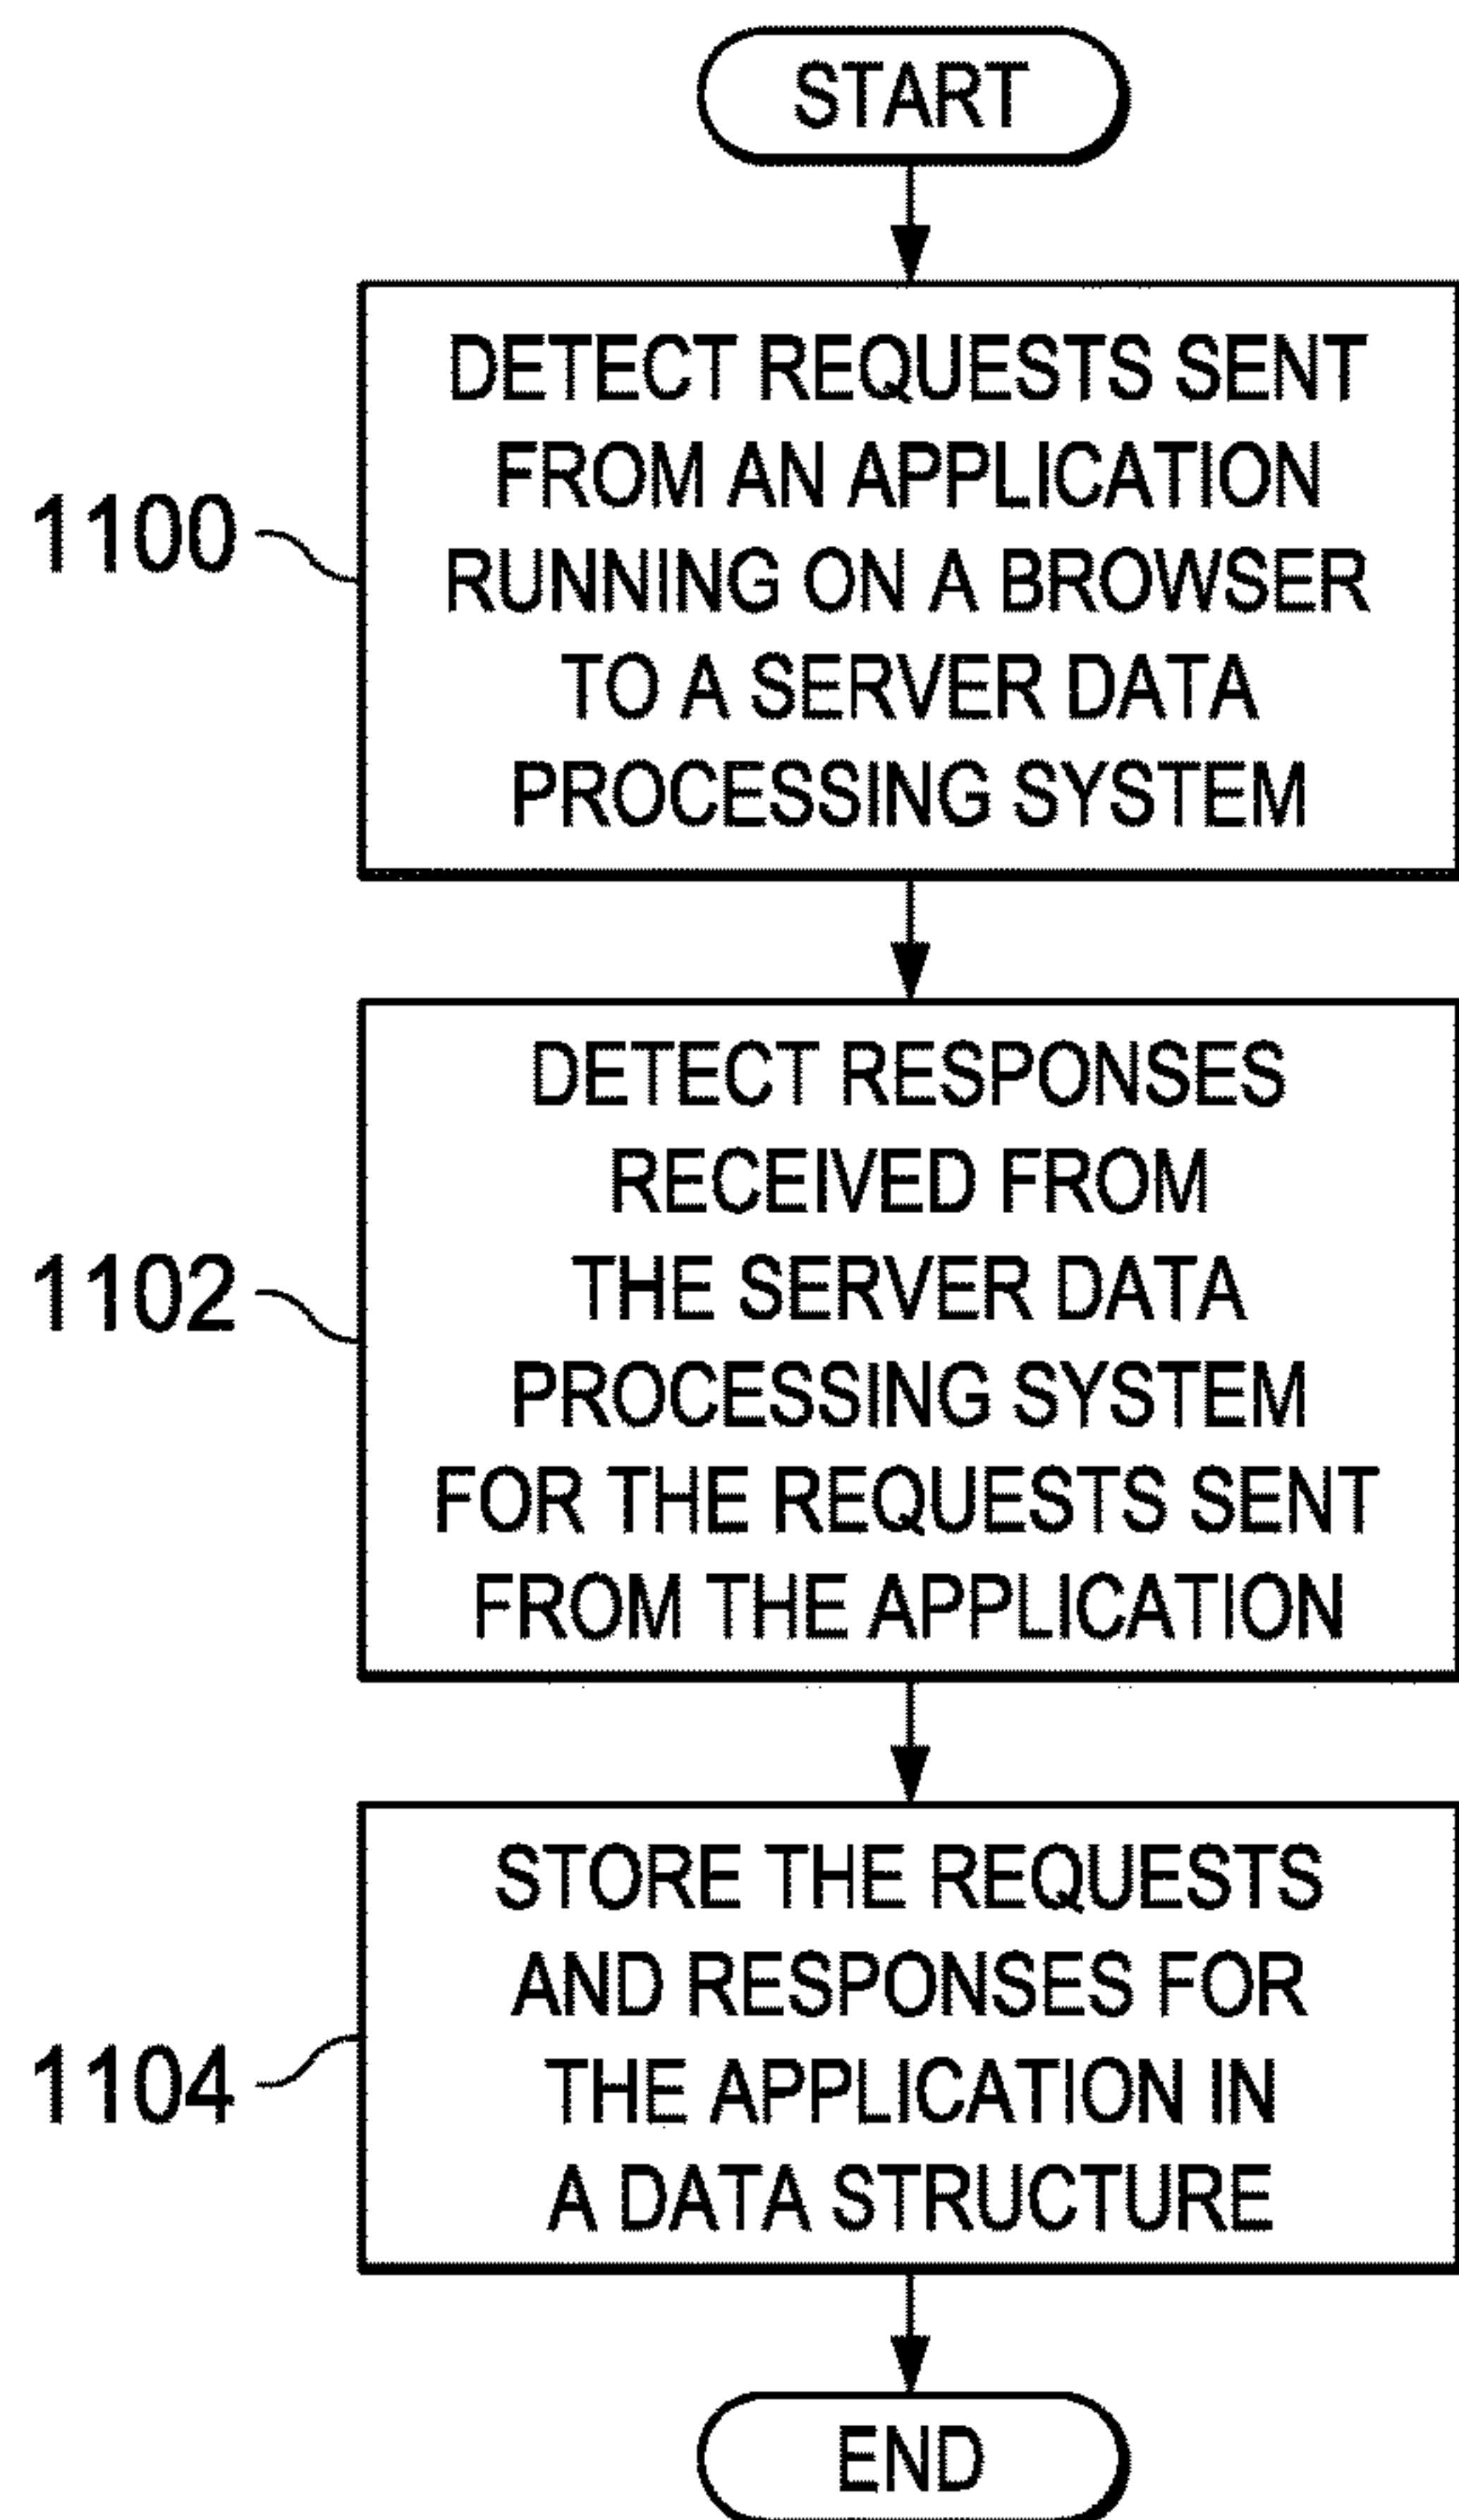 START
DETECT REQUESTS SENT
FROM AN APPLICATION
RUNNING ON A BROWSER
TO A SERVER DATA
PROCESSING SYSTEM
1100
DETECT RESPONSES
RECEIVED FROM
THE SERVER DATA
PROCESSING SYSTEM
FOR THE REQUESTS SENT
FROM THE APPLICATION
1102
STORE THE REQUESTS
AND RESPONSES FOR
THE APPLICATION IN
A DATA STRUCTURE
1104
END